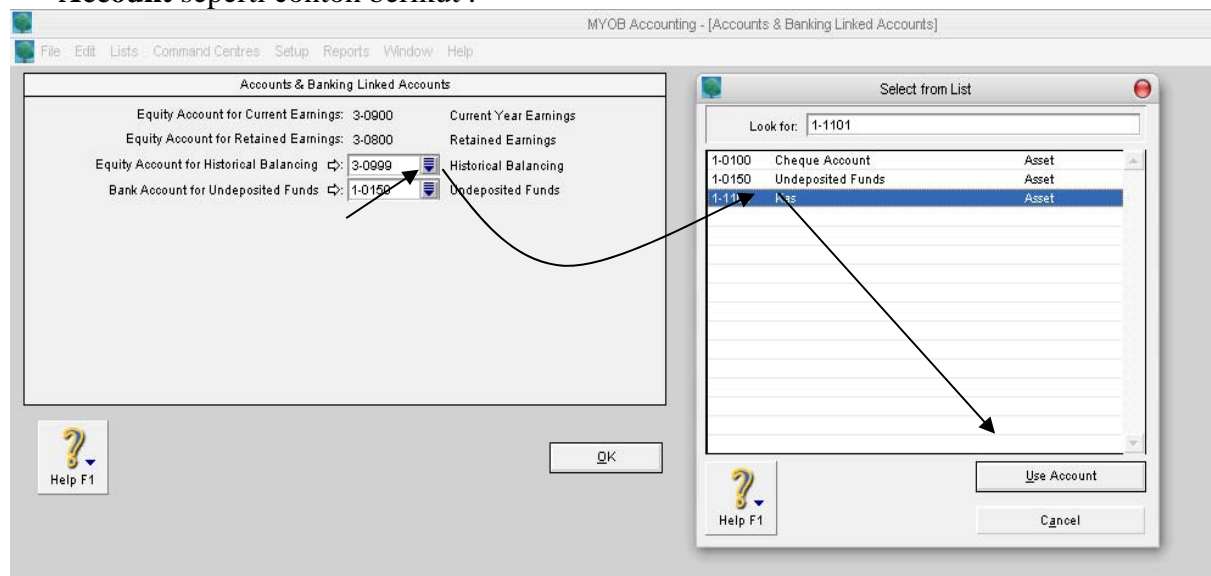 Account seperti contoh berikut :
MYOB Accounting - [Accounts & Banking Linked Accounts]
File Edit Lists Command Centres Setup Reports Window Help
Accounts & Banking Linked Accounts
Equity Account for Current Earnings: 3-0900 Current Year Earnings
Equity Account for Retained Earnings: 3-0800 Retained Earnings
Equity Account for Historical Balancing ⇨: 3-0999 Historical Balancing
Bank Account for Undeposited Funds ⇨: 1-0150 Undeposited Funds
Help F1
OK
Select from List
Look for: 1-1101
1-0100 Cheque Account Asset
1-0150 Undeposited Funds Asset
Kas Asset
Help F1
Use Account
Cancel